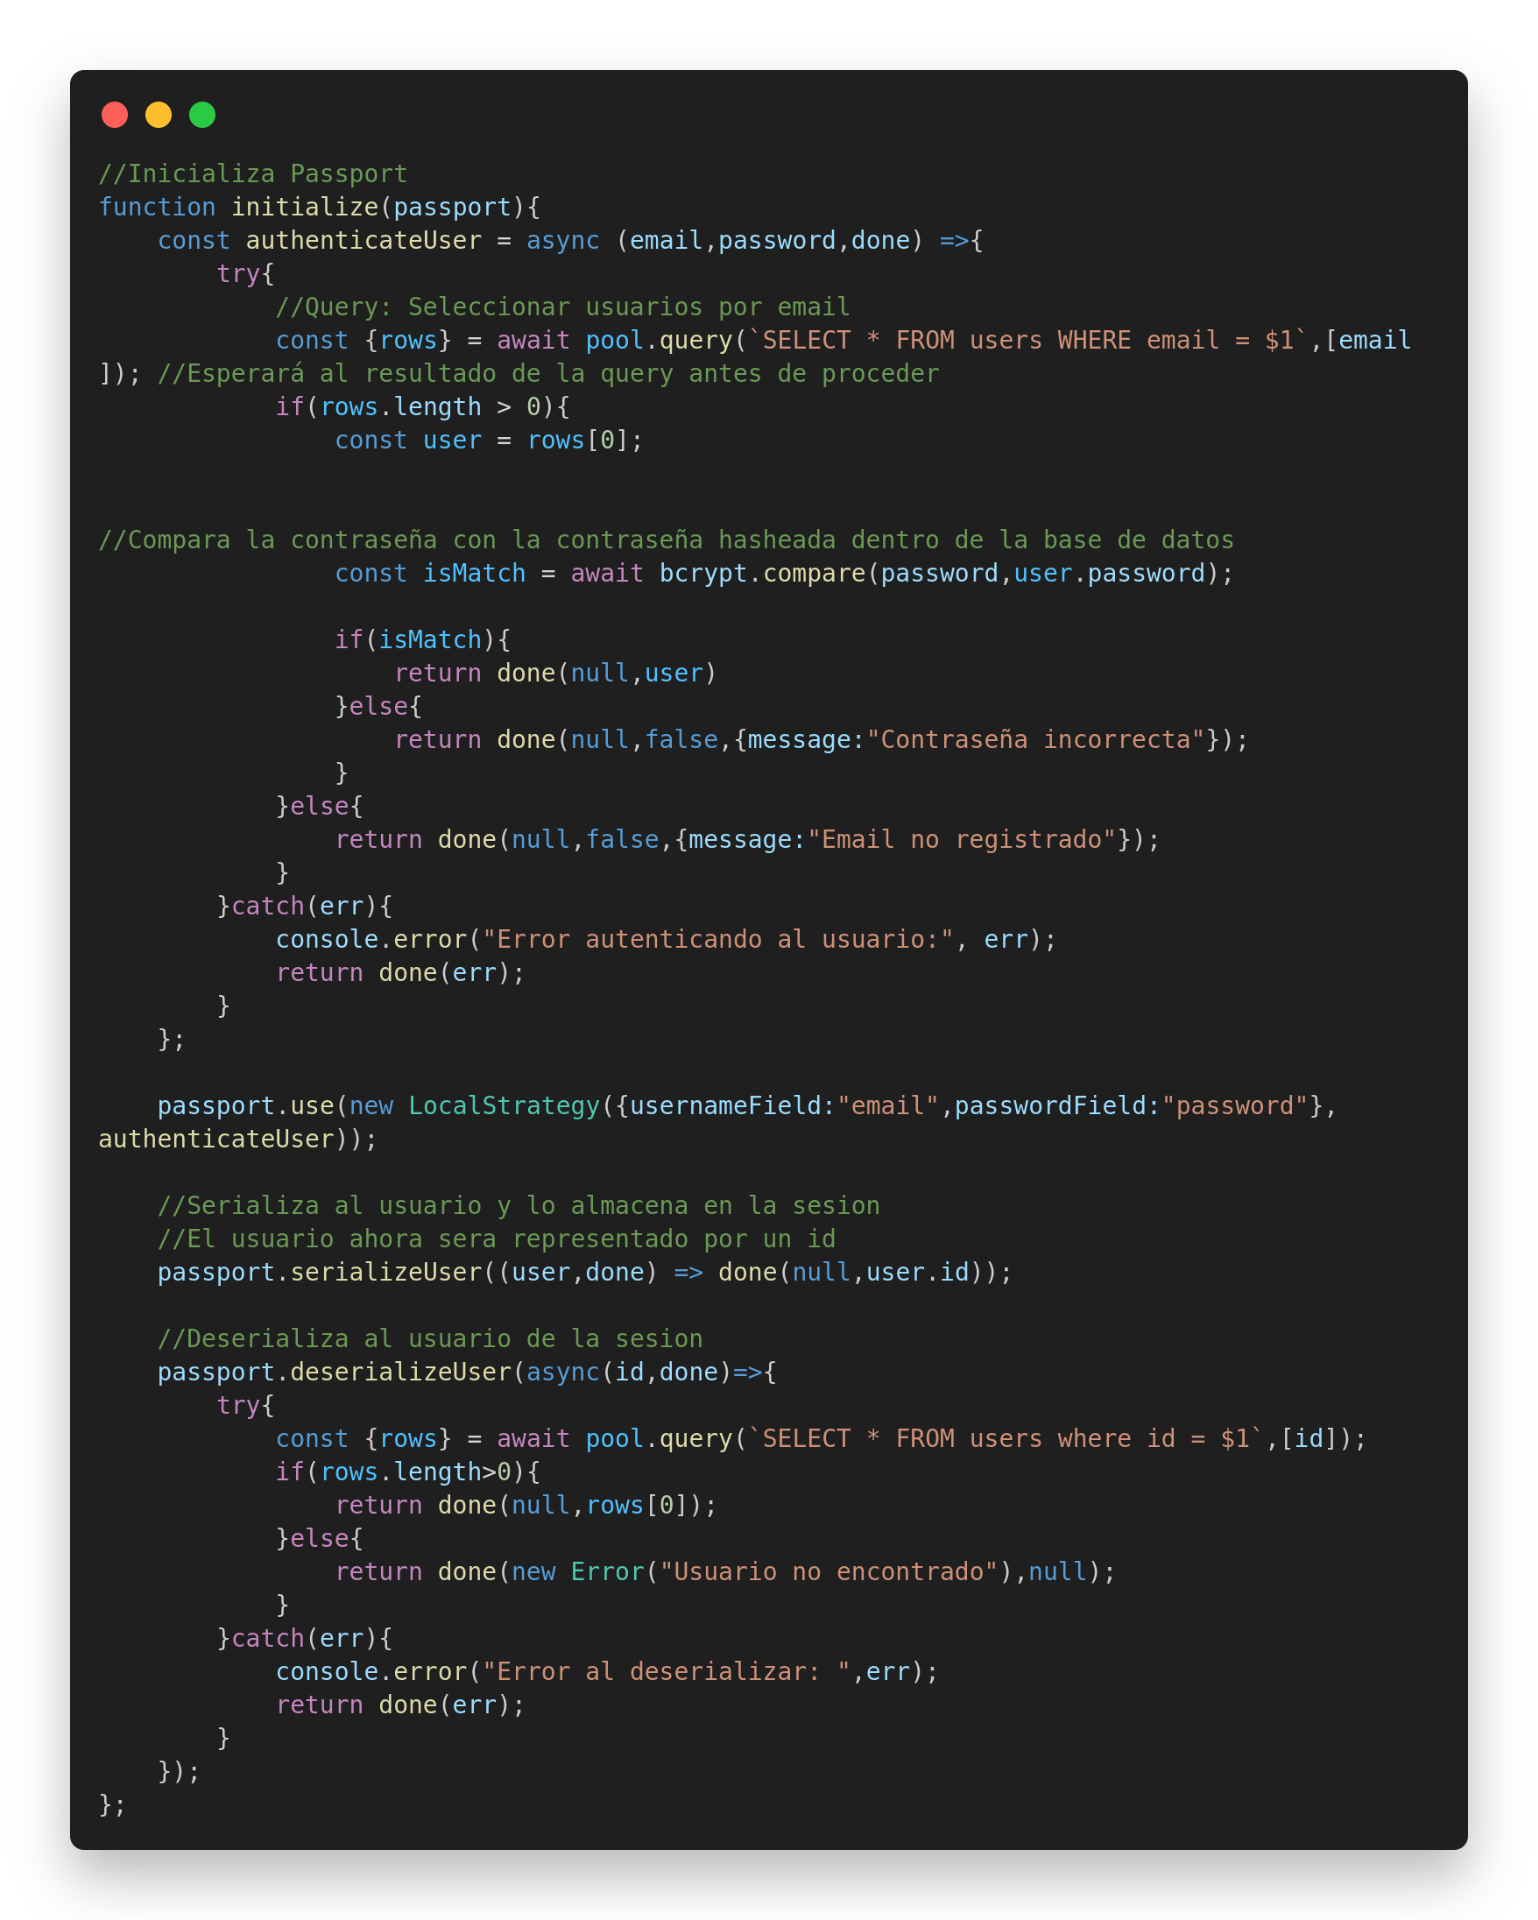 //Inicializa Passport
function initialize(passport){
    const authenticateUser = async (email,password,done) =>{
        try{
            //Query: Seleccionar usuarios por email
            const {rows} = await pool.query(`SELECT * FROM users WHERE email = $1`,[email
]); //Esperará al resultado de la query antes de proceder
            if(rows.length > 0){
                const user = rows[0];
//Compara la contraseña con la contraseña hasheada dentro de la base de datos
                const isMatch = await bcrypt.compare(password,user.password);
                if(isMatch){
                    return done(null,user)
                }else{
                    return done(null,false,{message:"Contraseña incorrecta"});
                }
            }else{
                return done(null,false,{message:"Email no registrado"});
            }
        }catch(err){
            console.error("Error autenticando al usuario:", err);
            return done(err);
        }
    };
    passport.use(new LocalStrategy({usernameField:"email",passwordField:"password"},
authenticateUser));
    //Serializa al usuario y lo almacena en la sesion
    //El usuario ahora sera representado por un id
    passport.serializeUser((user,done) => done(null,user.id));
    //Deserializa al usuario de la sesion
    passport.deserializeUser(async(id,done)=>{
        try{
            const {rows} = await pool.query(`SELECT * FROM users where id = $1`,[id]);
            if(rows.length>0){
                return done(null,rows[0]);
            }else{
                return done(new Error("Usuario no encontrado"),null);
            }
        }catch(err){
            console.error("Error al deserializar: ",err);
            return done(err);
        }
    });
};